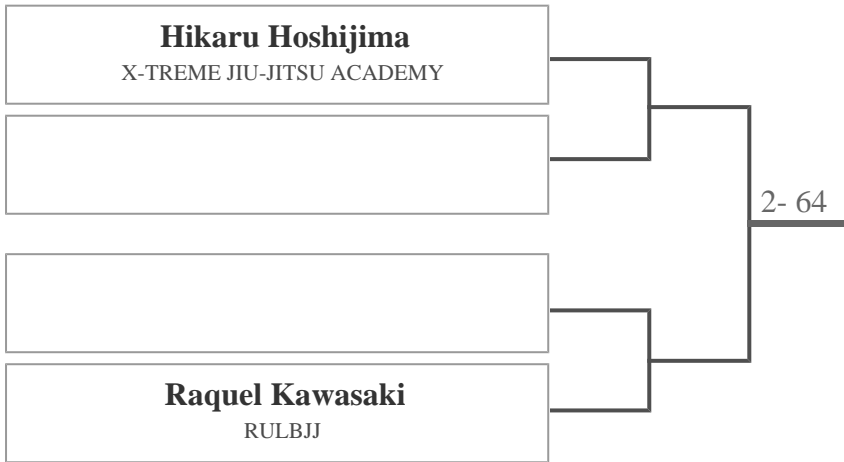 Hikaru Hoshijima
X-TREME JIU-JITSU ACADEMY
2- 64
Raquel Kawasaki
RULBJJ